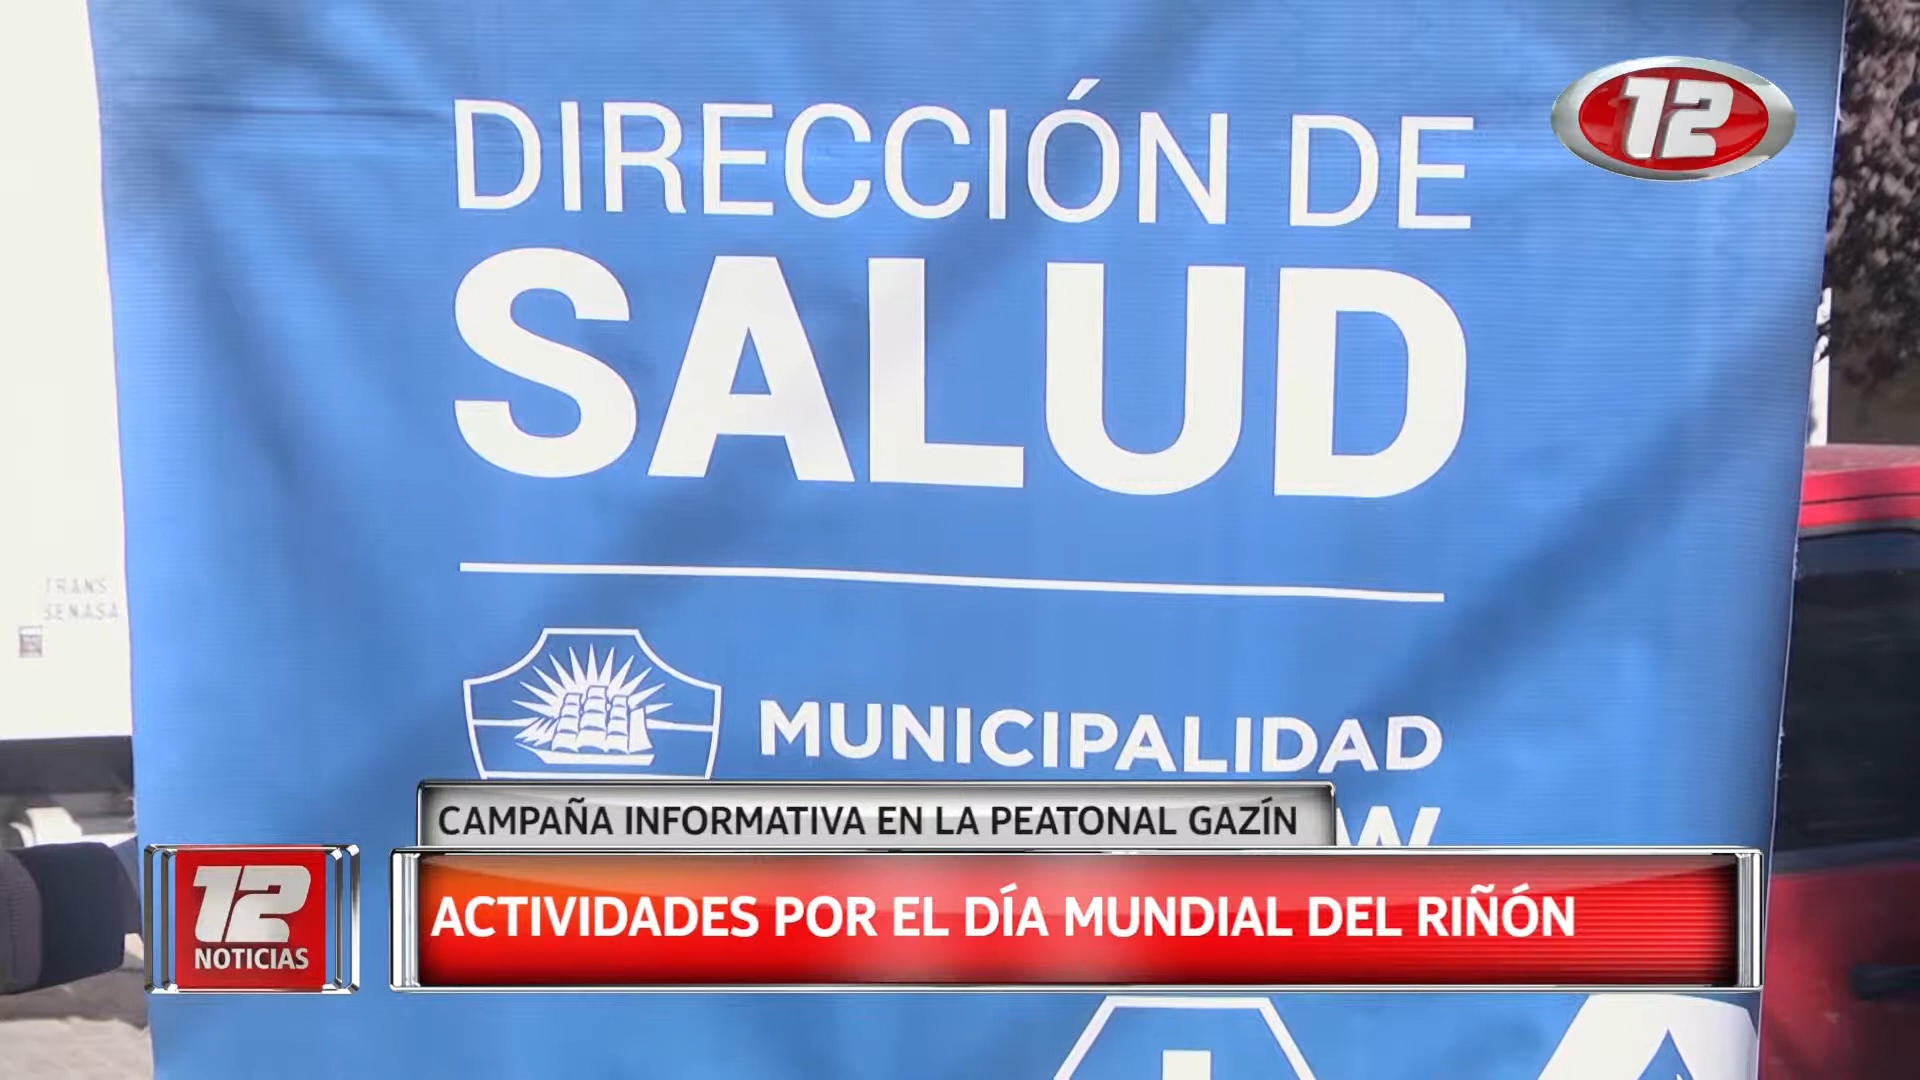 DIRECCIÓN DE
12
SALUD
TRANS
SENASA
MUNICIPALIDAD
CAMPAÑA INFORMATIVA EN LA PEATONAL GAZÍN
12
NOTICIAS
ACTIVIDADES POR EL DÍA MUNDIAL DEL RIÑÓN